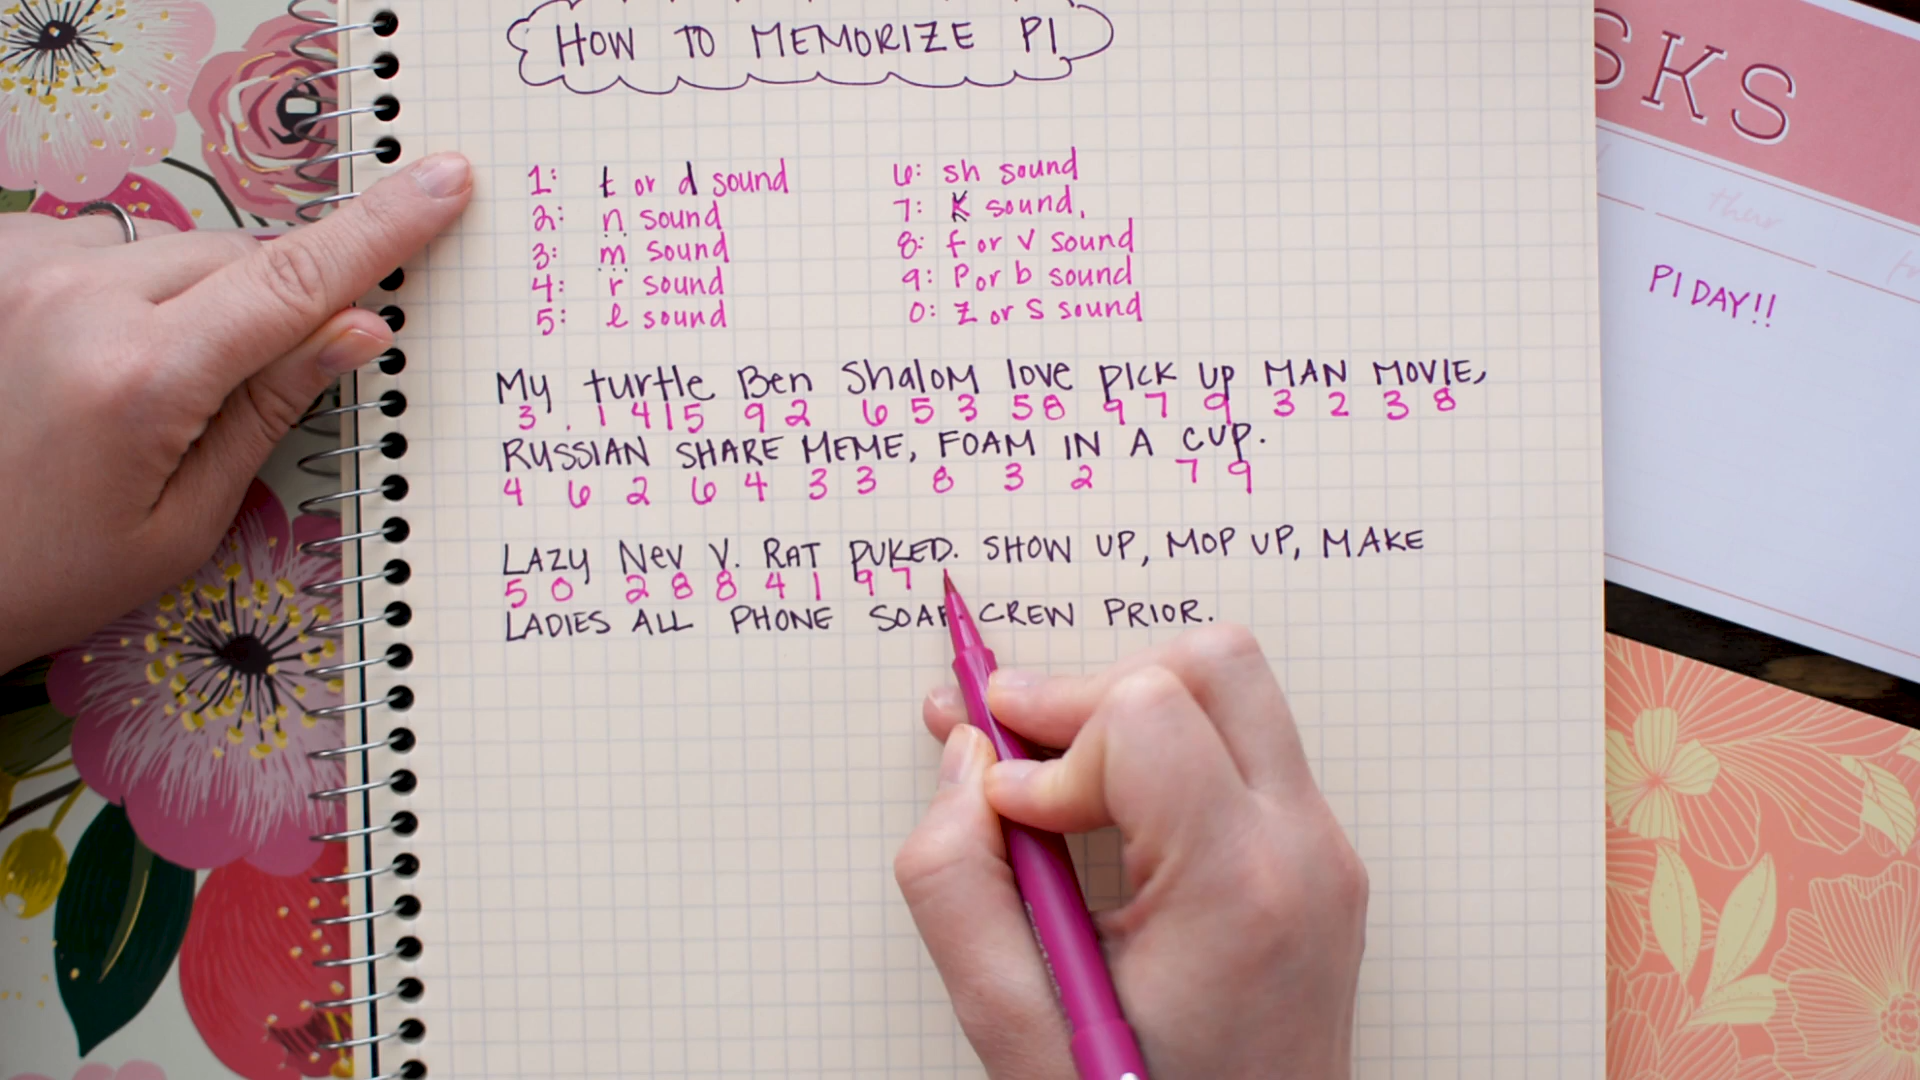 HOW TO MEMORIZE PI
1: t or d sound
2: n sound
3: m sound
4: r sound
5: l sound
6: sh sound
7: K sound,
8: f or v sound
9: P or b sound
0: Z or S sound
My turtle Ben Shalom love PICK UP MAN MOVIE,
3 . 1 4 1 5 9 2 6 5 3 5 8 9 7 9 3 2 3 8
RUSSIAN SHARE MEME, FOAM IN A CUP.
4 6 2 6 4 3 3 8 3 2 7 9
LAZY Nev V. RAT PUKED. SHOW UP, MOP UP, MAKE
5 0 2 8 8 4 1 9 7 1
LADIES ALL PHONE SOAP CREW PRIOR.
SKS
thur
PI DAY!!